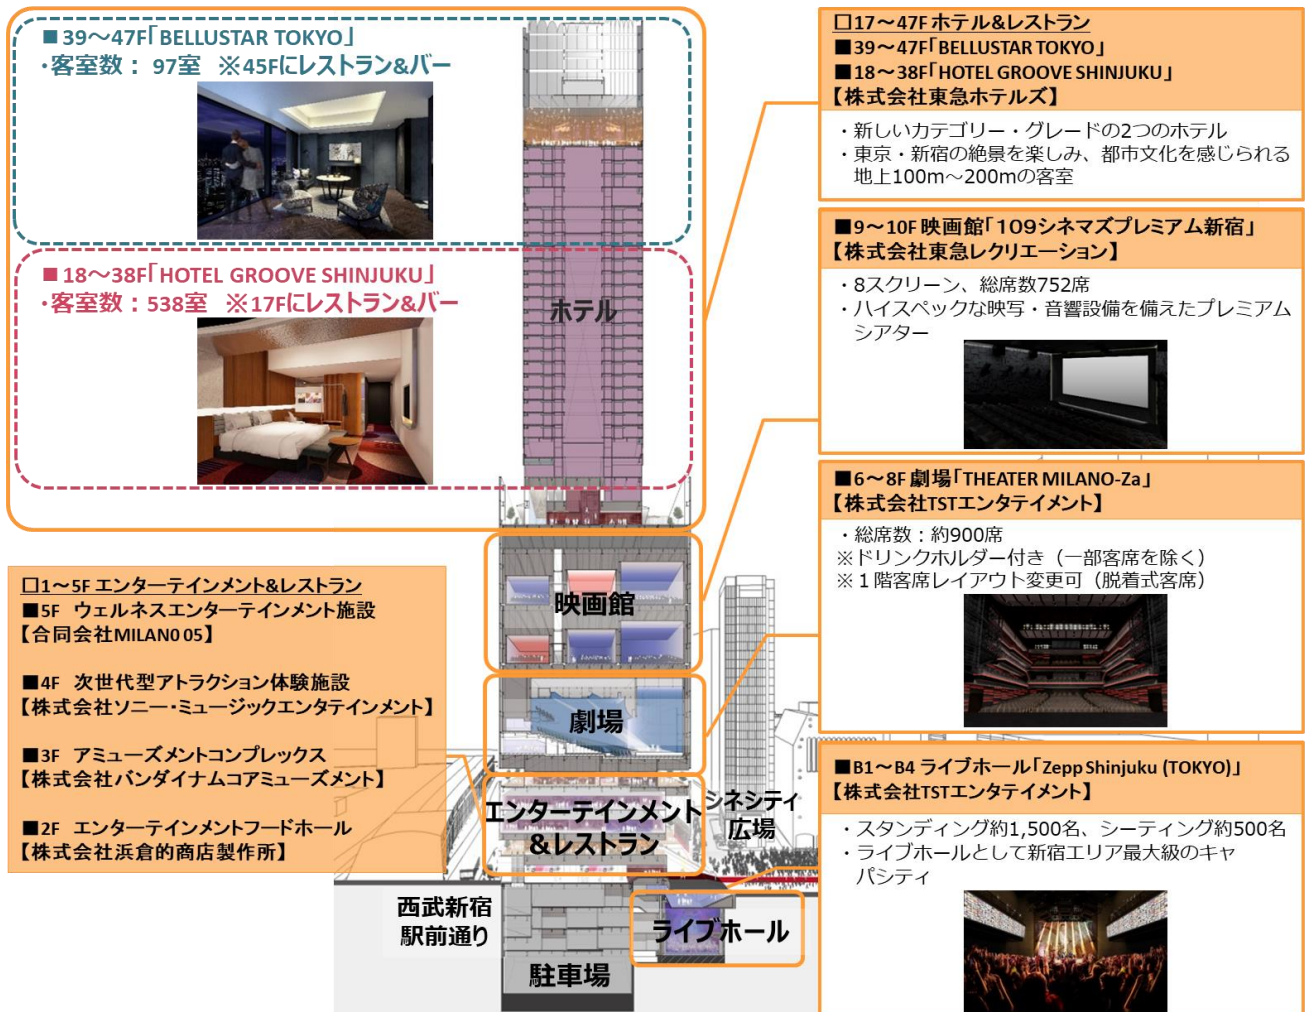 ■39～47F「BELLUSTAR TOKYO」
・客室数： 97室 ※45Fにレストラン&バー
■18～38F「HOTEL GROOVE SHINJUKU」
・客室数：538室 ※17Fにレストラン&バー
ホテル
映画館
劇場
エンターテインメント
&レストラン
シネシティ
広場
西武新宿
駅前通り
ライブホール
駐車場
□1～5F エンターテインメント&レストラン
■5F ウェルネスエンターテインメント施設
【合同会社MILANO 05】
■4F 次世代型アトラクション体験施設
【株式会社ソニー・ミュージックエンタテインメント】
■3F アミューズメントコンプレックス
【株式会社バンダイナムコアミューズメント】
■2F エンターテインメントフードホール
【株式会社浜倉的商店製作所】
□17～47F ホテル&レストラン
■39～47F「BELLUSTAR TOKYO」
■18～38F「HOTEL GROOVE SHINJUKU」
【株式会社東急ホテルズ】
・新しいカテゴリー・グレードの2つのホテル
・東京・新宿の絶景を楽しみ、都市文化を感じられる
地上100m～200mの客室
■9～10F 映画館「109シネマズプレミアム新宿」
【株式会社東急レクリエーション】
・8スクリーン、総席数752席
・ハイスペックな映写・音響設備を備えたプレミアム
シアター
■6～8F 劇場「THEATER MILANO-Za」
【株式会社TSTエンタテイメント】
・総席数：約900席
※ドリンクホルダー付き（一部客席を除く）
※１階客席レイアウト変更可（脱着式客席）
■B1～B4 ライブホール「Zepp Shinjuku (TOKYO)」
【株式会社TSTエンタテイメント】
・スタンディング約1,500名、シーティング約500名
・ライブホールとして新宿エリア最大級のキャ
パシティ